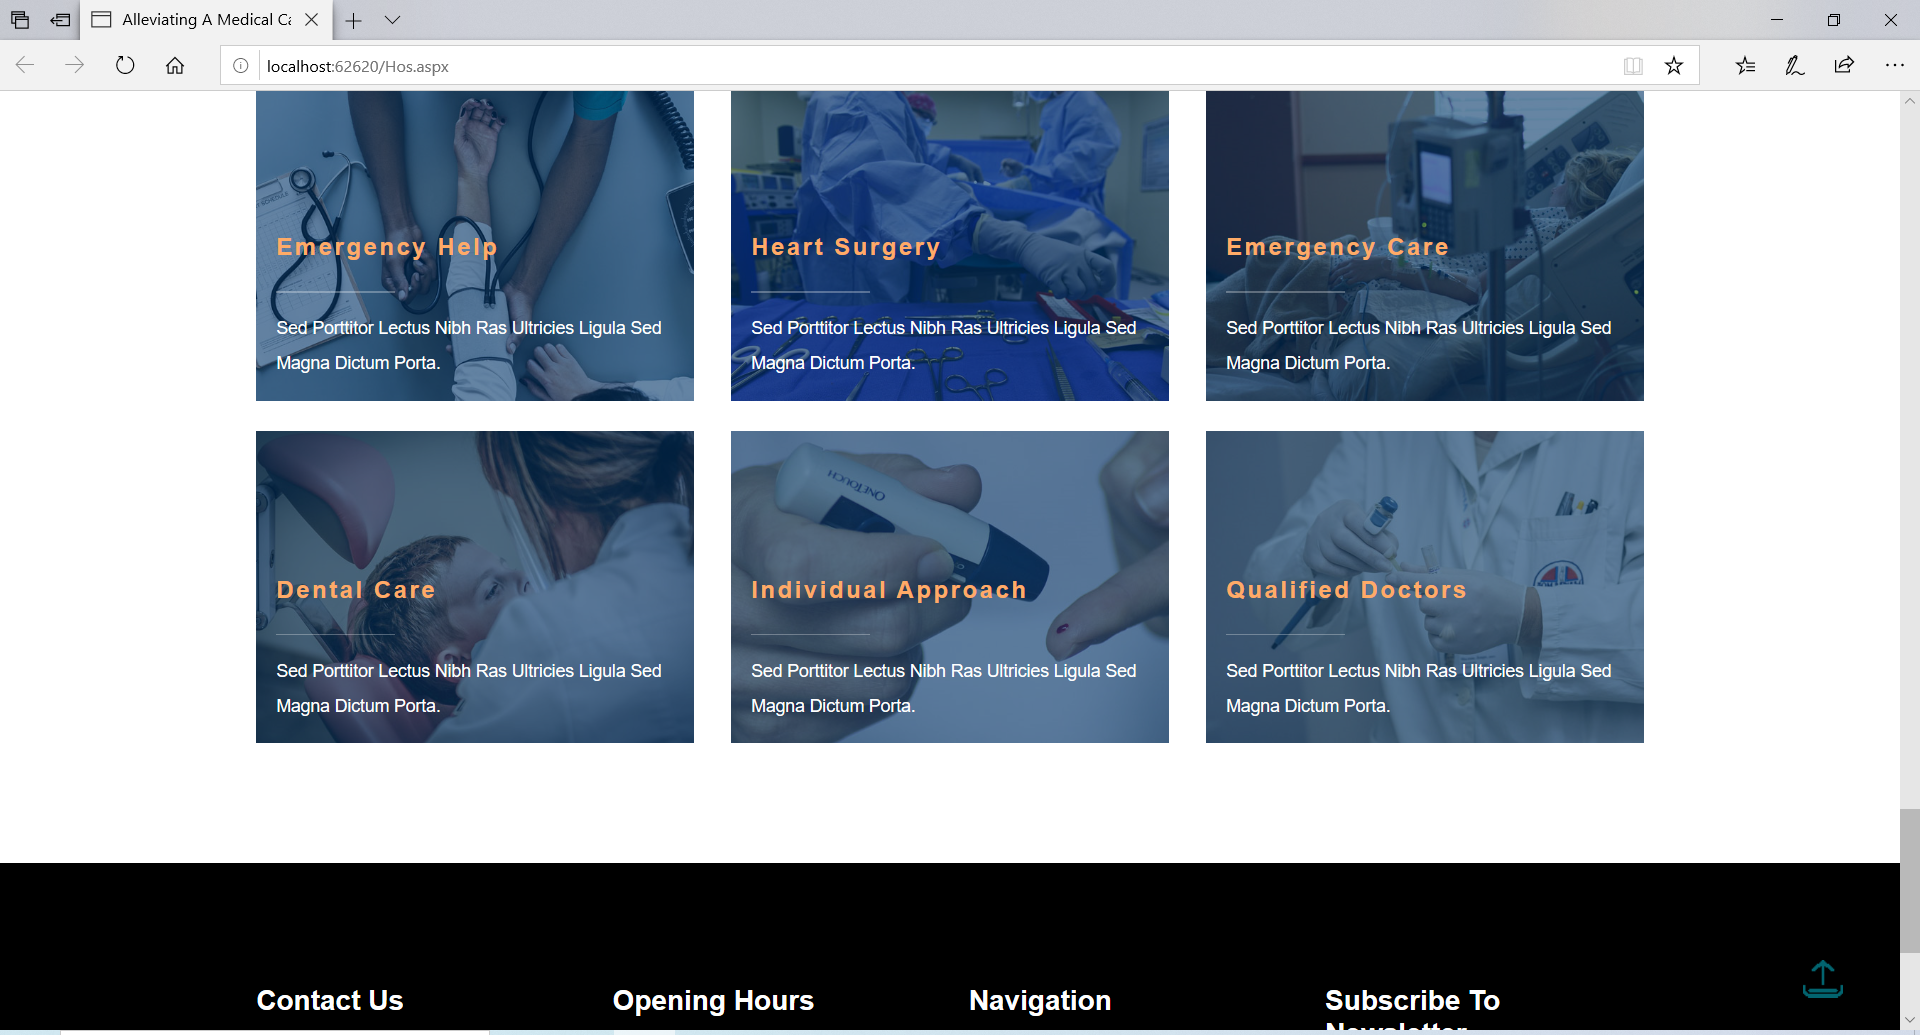 Alleviating A Medical Ca
localhost:62620/Hos.aspx
Emergency Help
Sed Porttitor Lectus Nibh Ras Ultricies Ligula Sed
Magna Dictum Porta.
Heart Surgery
Sed Porttitor Lectus Nibh Ras Ultricies Ligula Sed
Magna Dictum Porta.
Emergency Care
Sed Porttitor Lectus Nibh Ras Ultricies Ligula Sed
Magna Dictum Porta.
Dental Care
Sed Porttitor Lectus Nibh Ras Ultricies Ligula Sed
Magna Dictum Porta.
ONETOUCH
Individual Approach
Sed Porttitor Lectus Nibh Ras Ultricies Ligula Sed
Magna Dictum Porta.
Qualified Doctors
Sed Porttitor Lectus Nibh Ras Ultricies Ligula Sed
Magna Dictum Porta.
Contact Us
Opening Hours
Navigation
Subscribe To
Newsletter